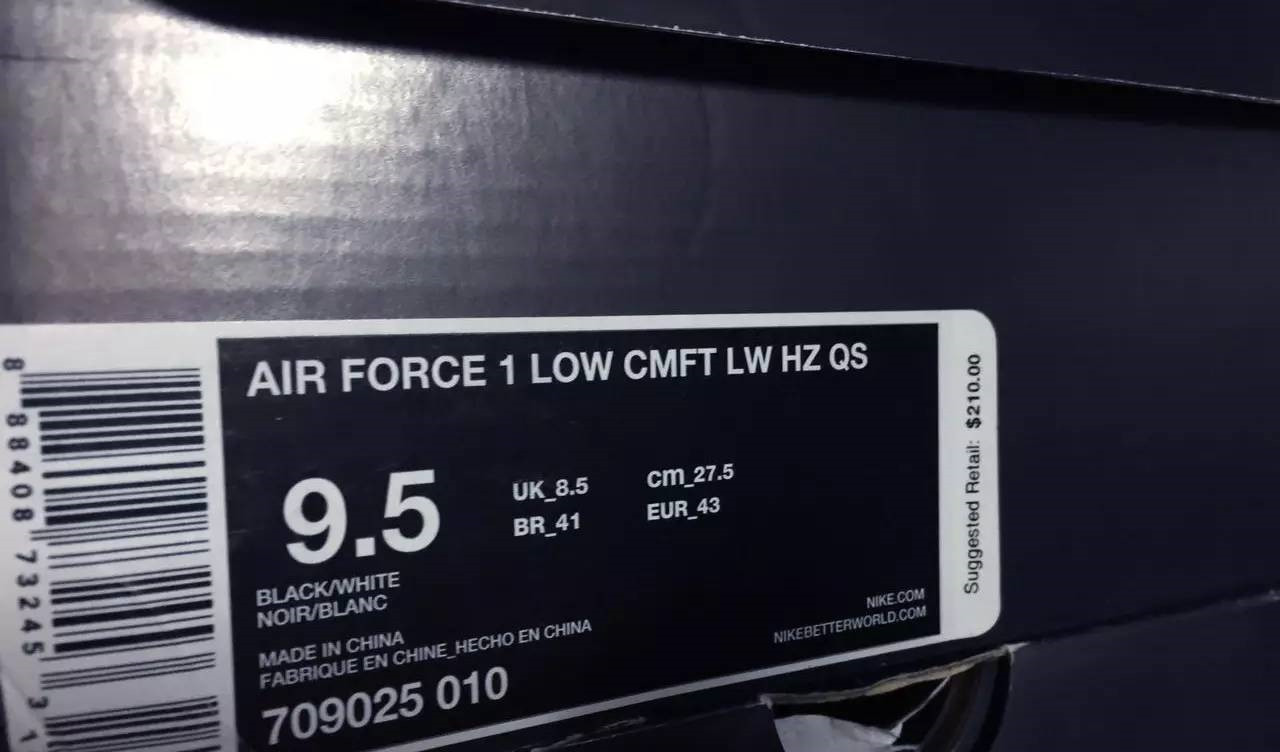 AIR FORCE 1 LOW CMFT LW HZ QS
9.5
UK_8.5 cm_27.5
BR_41 EUR_43
BLACK/WHITE
NOIR/BLANC
MADE IN CHINA
FABRIQUE EN CHINE_HECHO EN CHINA
709025 010
NIKE.COM
NIKEBETTERWORLD.COM
Suggested Retail: $210.00
8 88408 73245 3